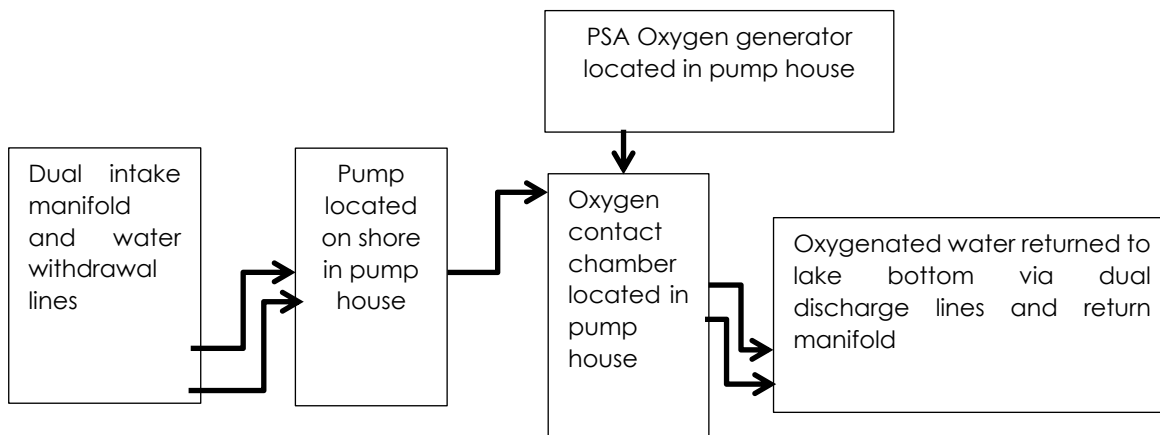 PSA Oxygen generator
located in pump house
Dual intake
manifold
and water
withdrawal
lines
Pump
located
on shore
in pump
house
Oxygen
contact
chamber
located in
pump
house
Oxygenated water returned to
lake bottom via dual
discharge lines and return
manifold